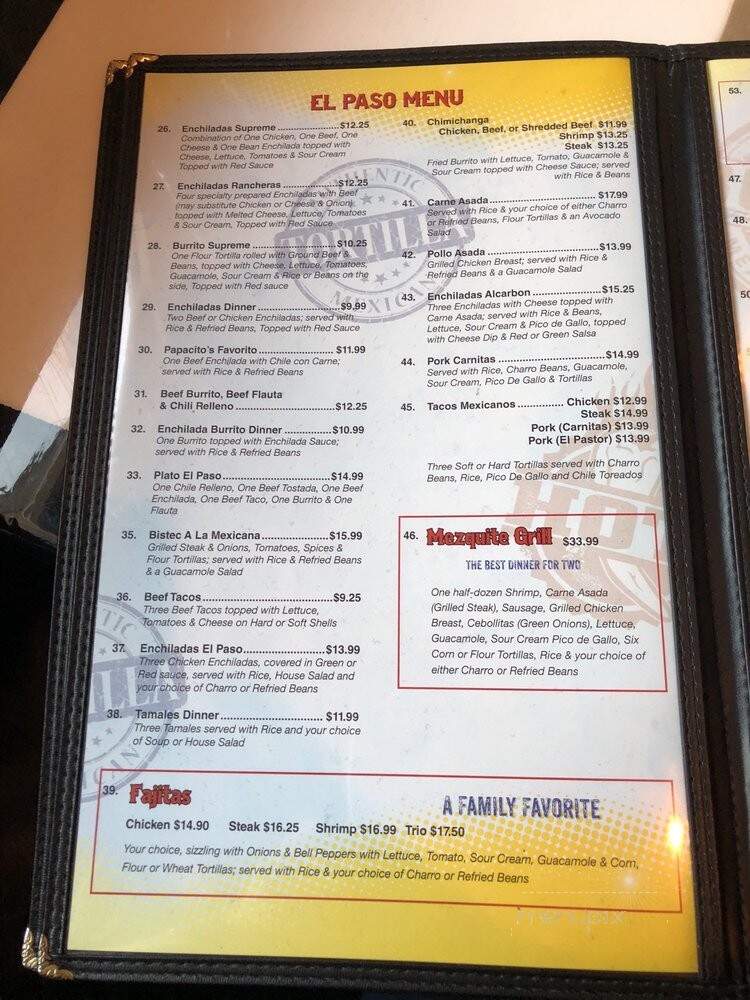 EL PASO MENU
26. Enchiladas Supreme ...................$12.25
Combination of One Chicken, One Beef, One
Cheese & One Bean Enchilada topped with
Cheese, Lettuce, Tomatoes & Sour Cream
Topped with Red Sauce
27. Enchiladas Rancheras ..................$12.25
Four specialty prepared Enchiladas with Beef
(may substitute Chicken or Cheese & Onion)
topped with Melted Cheese, Lettuce, Tomatoes
& Sour Cream, Topped with Red Sauce
28. Burrito Supreme ..........................$10.25
One Flour Tortilla rolled with Ground Beef &
Beans, topped with Cheese, Lettuce, Tomatoes,
Guacamole, Sour Cream & Rice or Beans on the
side, Topped with Red sauce
29. Enchiladas Dinner .........................$9.99
Two Beef or Chicken Enchiladas; served with
Rice & Refried Beans, Topped with Red Sauce
30. Papacito's Favorito ...................... $11.99
One Beef Enchilada with Chile con Carne;
served with Rice & Refried Beans
31. Beef Burrito, Beef Flauta
& Chili Relleno ..............................$12.25
32. Enchilada Burrito Dinner ...............$10.99
One Burrito topped with Enchilada Sauce;
served with Rice & Refried Beans
33. Plato El Paso.................................$14.99
One Chile Relleno, One Beef Tostada, One Beef
Enchilada, One Beef Taco, One Burrito & One
Flauta
35. Bistec A La Mexicana.....................$15.99
Grilled Steak & Onions, Tomatoes, Spices &
Flour Tortillas; served with Rice & Refried Beans
& a Guacamole Salad
36. Beef Tacos.......................................$9.25
Three Beef Tacos topped with Lettuce,
Tomatoes & Cheese on Hard or Soft Shells
37. Enchiladas El Paso.........................$13.99
Three Chicken Enchiladas, covered in Green or
Red sauce, served with Rice, House Salad and
your choice of Charro or Refried Beans
38. Tamales Dinner.............................. $11.99
Three Tamales served with Rice and your choice
of Soup or House Salad
40. Chimichanga
Chicken, Beef, or Shredded Beef $11.99
Shrimp $13.25
Steak $13.25
Fried Burrito with Lettuce, Tomato, Guacamole &
Sour Cream topped with Cheese Sauce; served
with Rice & Beans
41. Carne Asada ................................$17.99
Served with Rice & your choice of either Charro
or Refried Beans, Flour Tortillas & an Avocado
Salad
42. Pollo Asada .................................$13.99
Grilled Chicken Breast; served with Rice &
Refried Beans & a Guacamole Salad
43. Enchiladas Alcarbon ....................$15.25
Three Enchiladas with Cheese topped with
Carne Asada; served with Rice & Beans,
Lettuce, Sour Cream & Pico de Gallo, topped
with Cheese Dip & Red or Green Salsa
44. Pork Carnitas ...............................$14.99
Served with Rice, Charro Beans, Guacamole,
Sour Cream, Pico De Gallo & Tortillas
45. Tacos Mexicanos ............. Chicken $12.99
Steak $14.99
Pork (Carnitas) $13.99
Pork (El Pastor) $13.99
Three Soft or Hard Tortillas served with Charro
Beans, Rice, Pico De Gallo and Chile Toreados
46. Mezquite Grill $33.99
THE BEST DINNER FOR TWO
One half-dozen Shrimp, Carne Asada
(Grilled Steak), Sausage, Grilled Chicken
Breast, Cebollitas (Green Onions), Lettuce,
Guacamole, Sour Cream Pico de Gallo, Six
Corn or Flour Tortillas, Rice & your choice of
either Charro or Refried Beans
39. Fajitas
A FAMILY FAVORITE
Chicken $14.90 Steak $16.25 Shrimp $16.99 Trio $17.50
Your choice, sizzling with Onions & Bell Peppers with Lettuce, Tomato, Sour Cream, Guacamole & Corn,
Flour or Wheat Tortillas; served with Rice & your choice of Charro or Refried Beans
TORTILLA
MEXICAN
HOT
53.
47.
48.
menupix